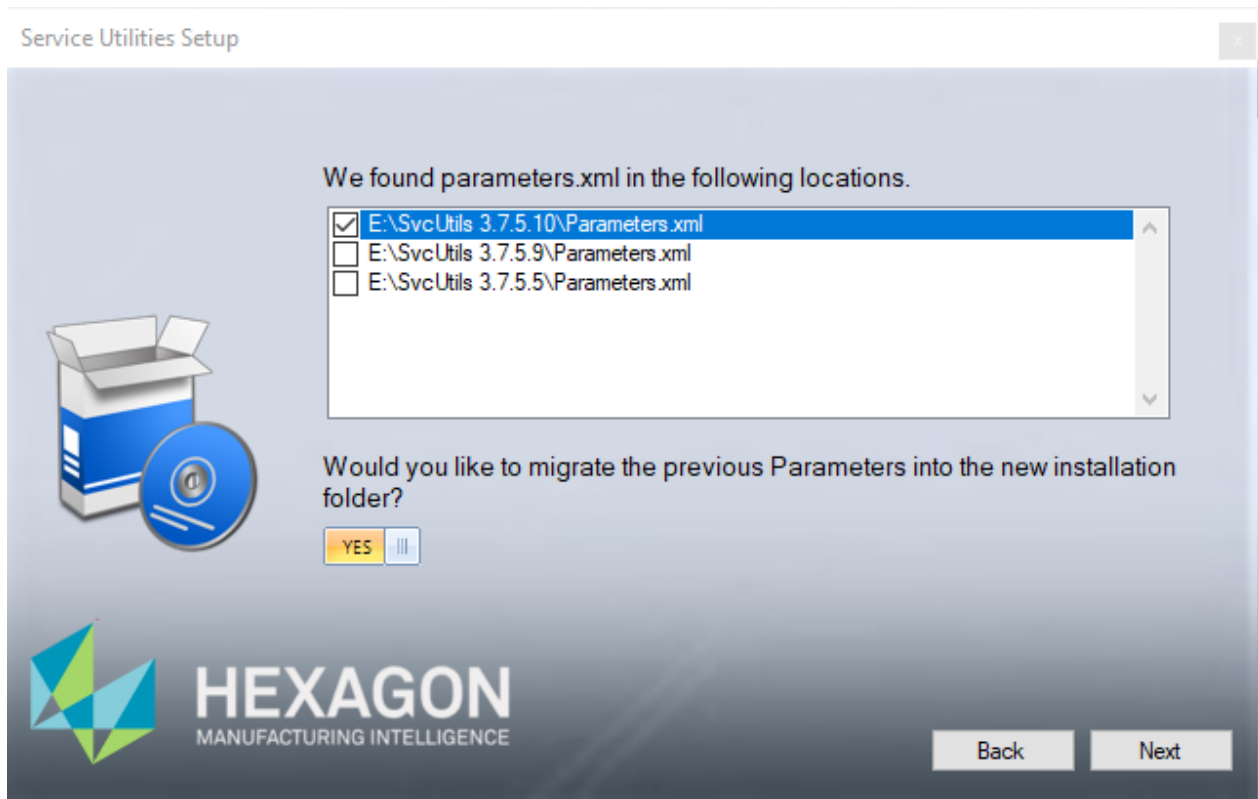 Service Utilities Setup
x
We found parameters.xml in the following locations.
E:\SvcUtils 3.7.5.10\Parameters.xml
E:\SvcUtils 3.7.5.9\Parameters.xml
E:\SvcUtils 3.7.5.5\Parameters.xml
@
Would you like to migrate the previous Parameters into the new installation
folder?
YES
HEXAGON
MANUFACTURING INTELLIGENCE
Back
Next